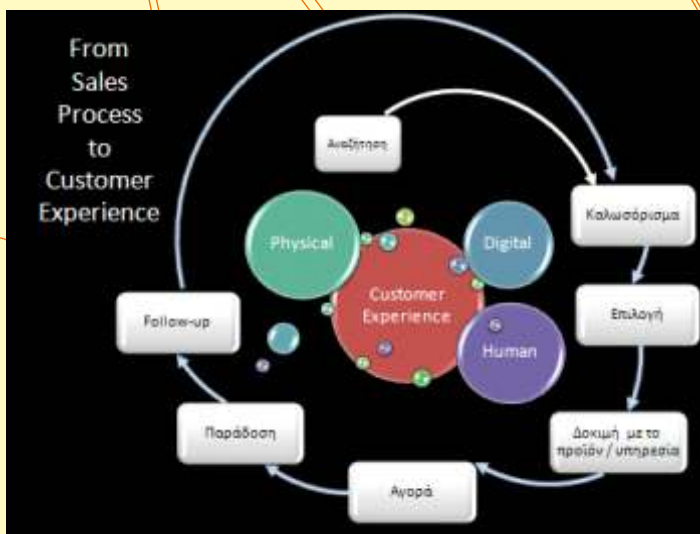 From
Sales
Process
to
Customer
Experience
Αναζήτηση
Καλωσόρισμα
Επιλογή
Δοκιμή με το
προϊόν / υπηρεσία
Αγορά
Παράδοση
Follow-up
Physical
Digital
Customer
Experience
Human